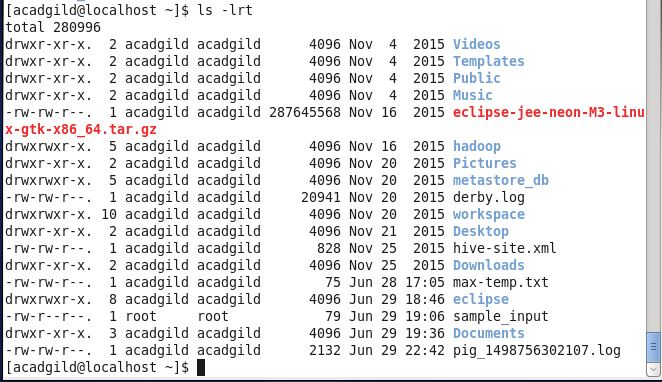 [acadgild@localhost ~]$ ls -lrt
total 280996
drwxr-xr-x.  2 acadgild acadgild      4096 Nov  4  2015 Videos
drwxr-xr-x.  2 acadgild acadgild      4096 Nov  4  2015 Templates
drwxr-xr-x.  2 acadgild acadgild      4096 Nov  4  2015 Public
drwxr-xr-x.  2 acadgild acadgild      4096 Nov  4  2015 Music
-rw-rw-r--.  1 acadgild acadgild 287645568 Nov 16  2015 eclipse-jee-neon-M3-linu
x-gtk-x86_64.tar.gz
drwxrwxr-x.  5 acadgild acadgild      4096 Nov 16  2015 hadoop
drwxr-xr-x.  2 acadgild acadgild      4096 Nov 20  2015 Pictures
drwxrwxr-x.  5 acadgild acadgild      4096 Nov 20  2015 metastore_db
-rw-rw-r--.  1 acadgild acadgild     20941 Nov 20  2015 derby.log
drwxrwxr-x. 10 acadgild acadgild      4096 Nov 20  2015 workspace
drwxr-xr-x.  2 acadgild acadgild      4096 Nov 21  2015 Desktop
-rw-rw-r--.  1 acadgild acadgild       828 Nov 25  2015 hive-site.xml
drwxr-xr-x.  2 acadgild acadgild      4096 Nov 25  2015 Downloads
-rw-rw-r--.  1 acadgild acadgild        75 Jun 28 17:05 max-temp.txt
drwxrwxr-x.  8 acadgild acadgild      4096 Jun 29 18:46 eclipse
-rwxr--r--.  1 root     root            79 Jun 29 19:06 sample_input
drwxr-xr-x.  3 acadgild acadgild      4096 Jun 29 19:36 Documents
-rw-rw-r--.  1 acadgild acadgild      2132 Jun 29 22:42 pig_1498756302107.log
[acadgild@localhost ~]$